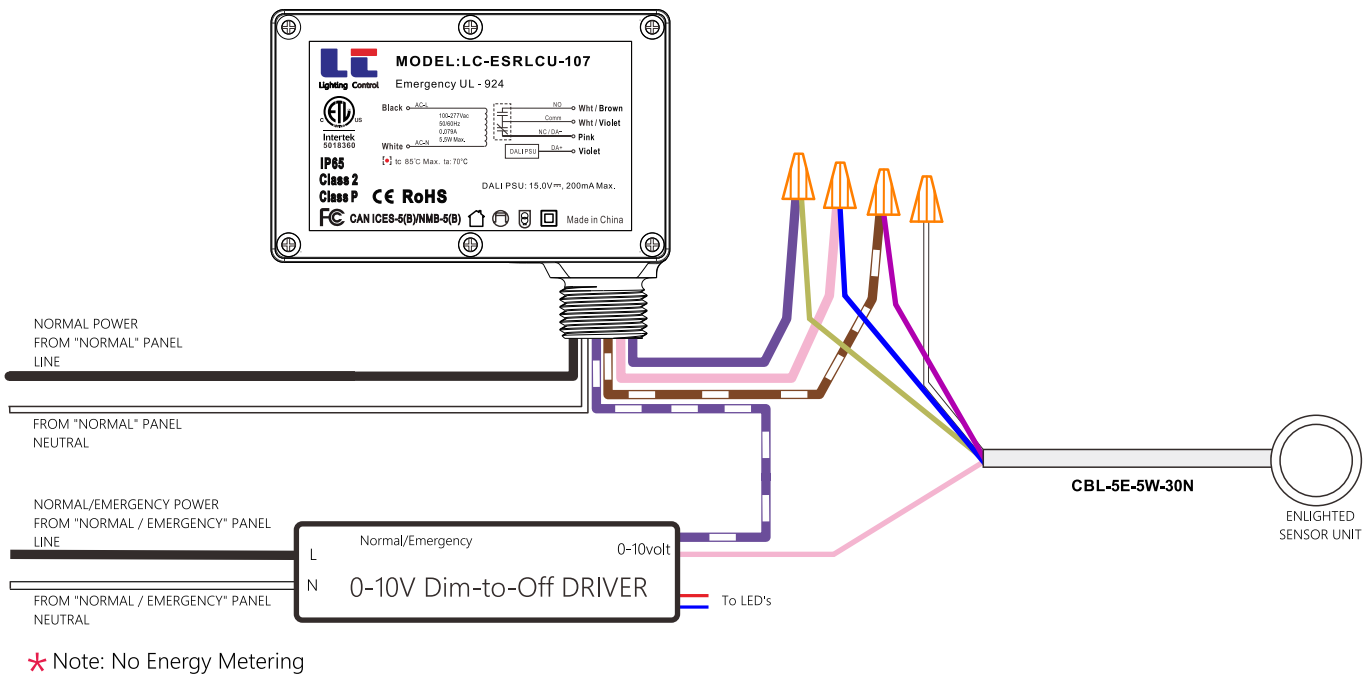 LC
Lighting Control
MODEL:LC-ESRLCU-107
Emergency UL - 924
C ETL US
Intertek
5018360
IP65
Class 2
Class P
CE RoHS
FC CAN ICES-5(B)/NMB-5(B)
Made in China
Black
AC-L
100-277Vac
50/60Hz
0,079A
5,5W Max.
White
AC-N
tc 85℃ Max. ta: 70℃
NO
Wht / Brown
Comm
Wht / Violet
NC / DA-
Pink
DALI PSU
DA+
Violet
DALI PSU: 15.0V⎓, 200mA Max.
NORMAL POWER
FROM "NORMAL" PANEL
LINE
FROM "NORMAL" PANEL
NEUTRAL
NORMAL/EMERGENCY POWER
FROM "NORMAL / EMERGENCY" PANEL
LINE
FROM "NORMAL / EMERGENCY" PANEL
NEUTRAL
L
N
Normal/Emergency
0-10volt
0-10V Dim-to-Off DRIVER
To LED's
CBL-5E-5W-30N
ENLIGHTED
SENSOR UNIT
* Note: No Energy Metering